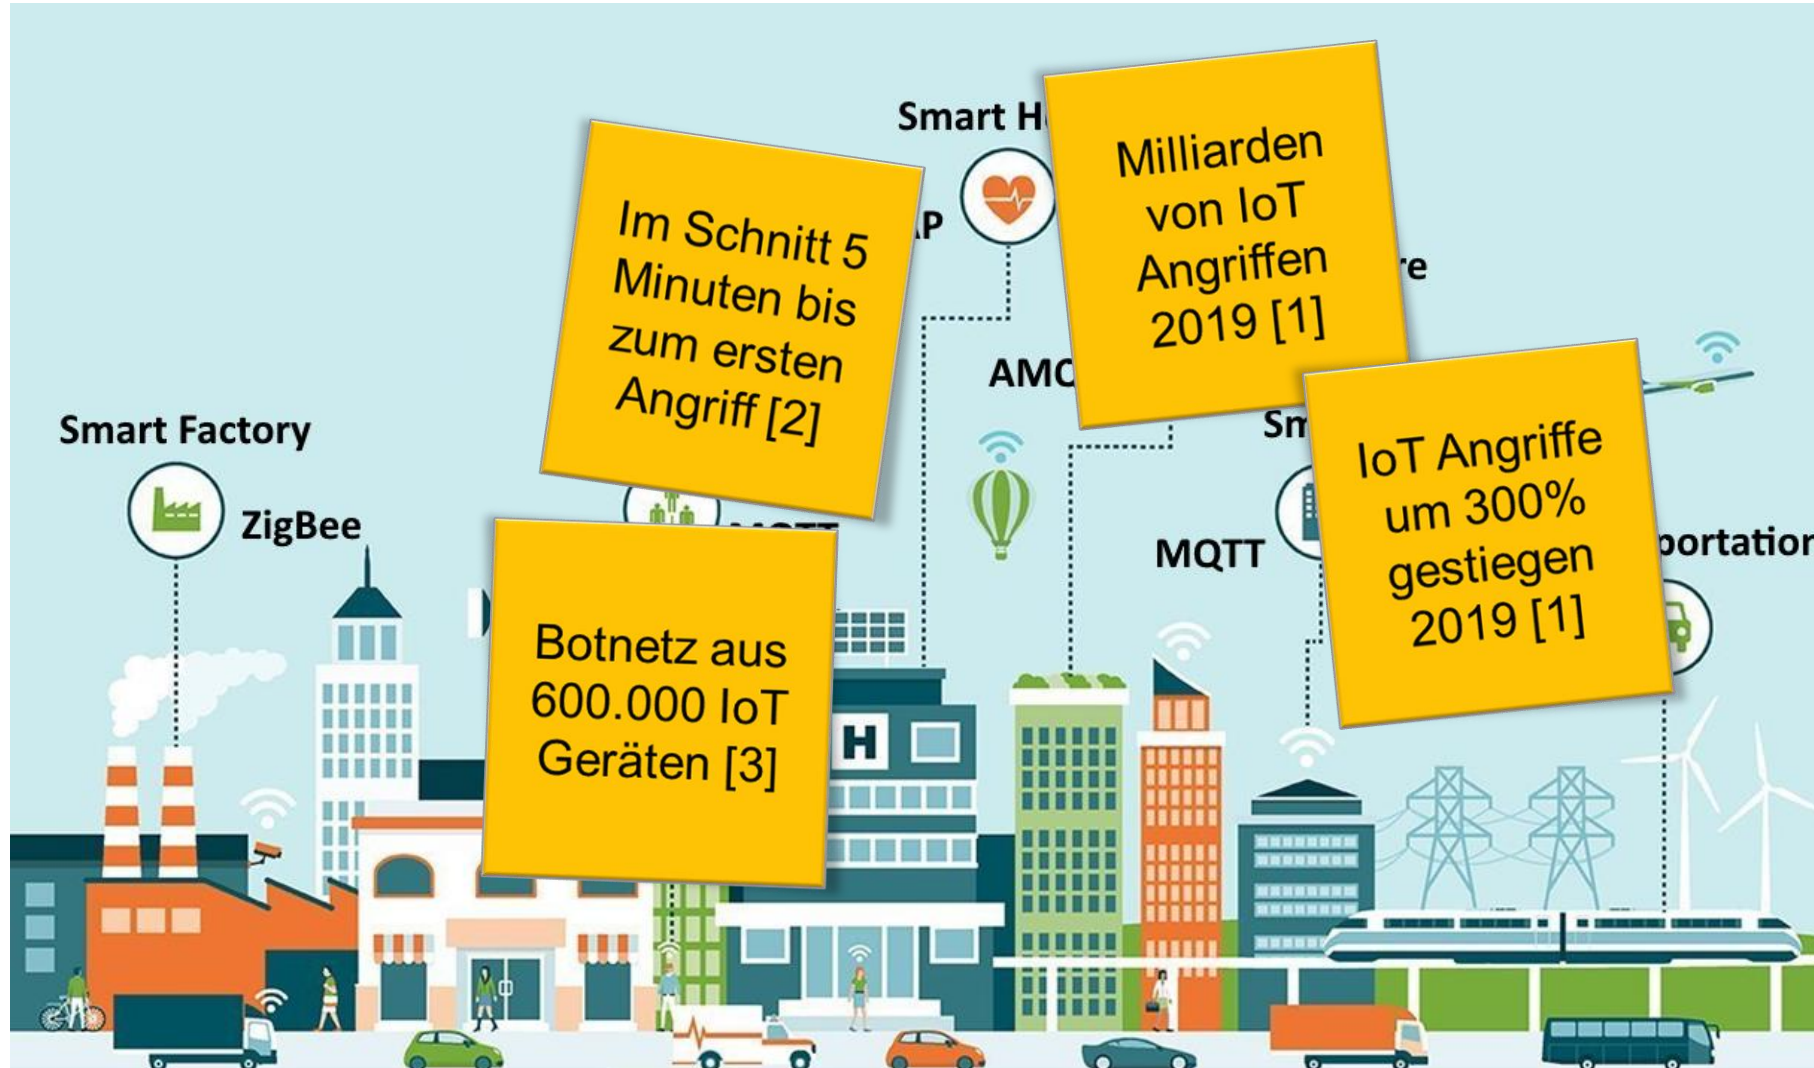 Smart
Milliarden
von IoT
Angriffen
2019 [1]
Im Schnitt 5
Minuten bis
zum ersten
Angriff [2]
Smart Factory
ZigBee
MQTT
IoT Angriffe
um 300%
gestiegen
2019 [1]
Botnetz aus
600.000 IoT
Geräten [3]
H